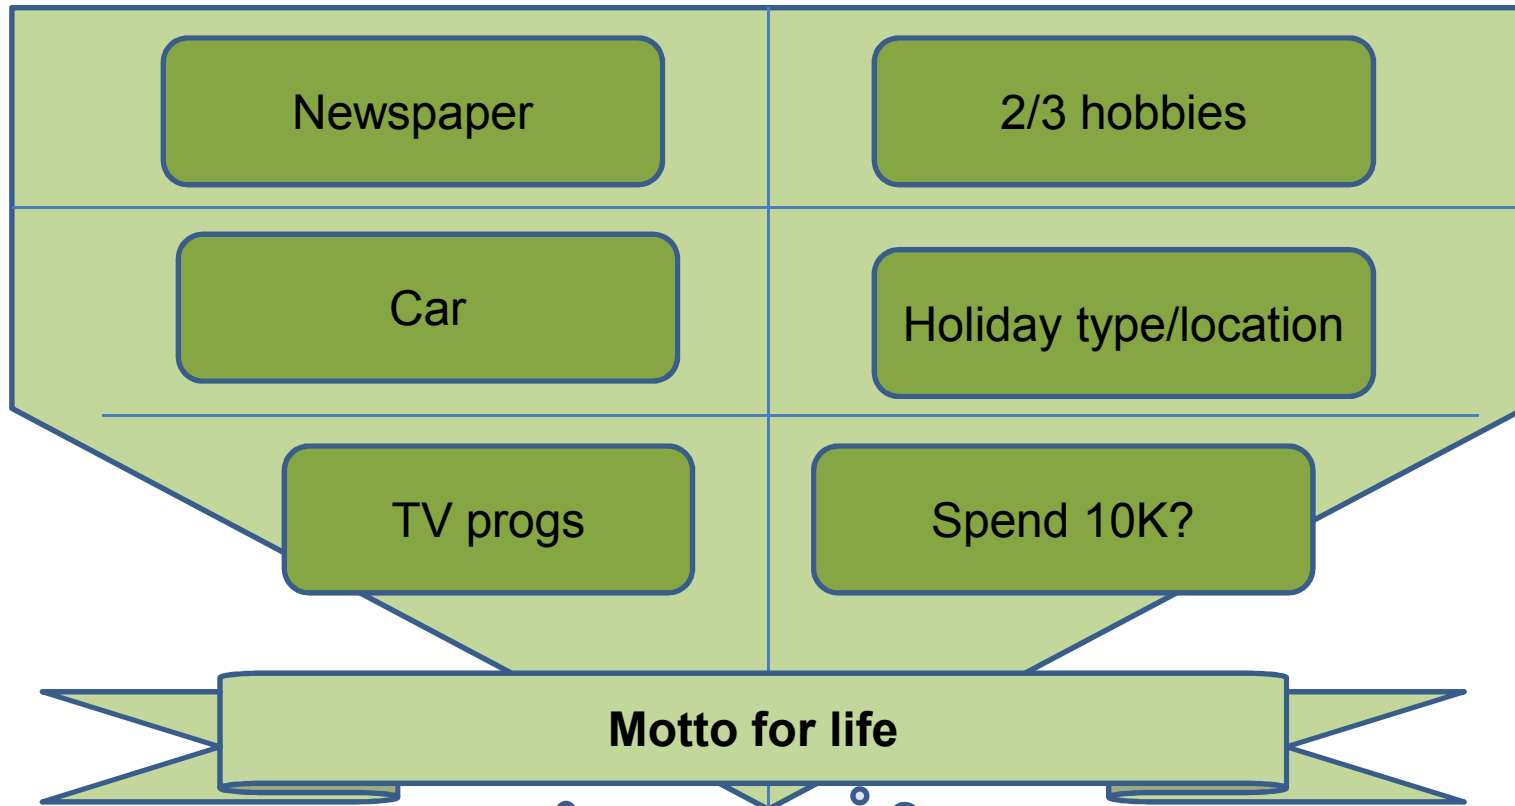 Newspaper
2/3 hobbies
Car
Holiday type/location
TV progs
Spend 10K?
Motto for life